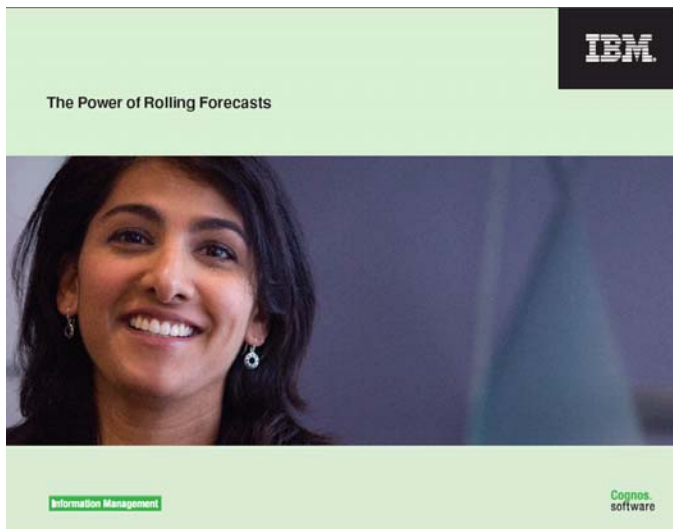 IBM.
The Power of Rolling Forecasts
Information Management
Cognos.
software